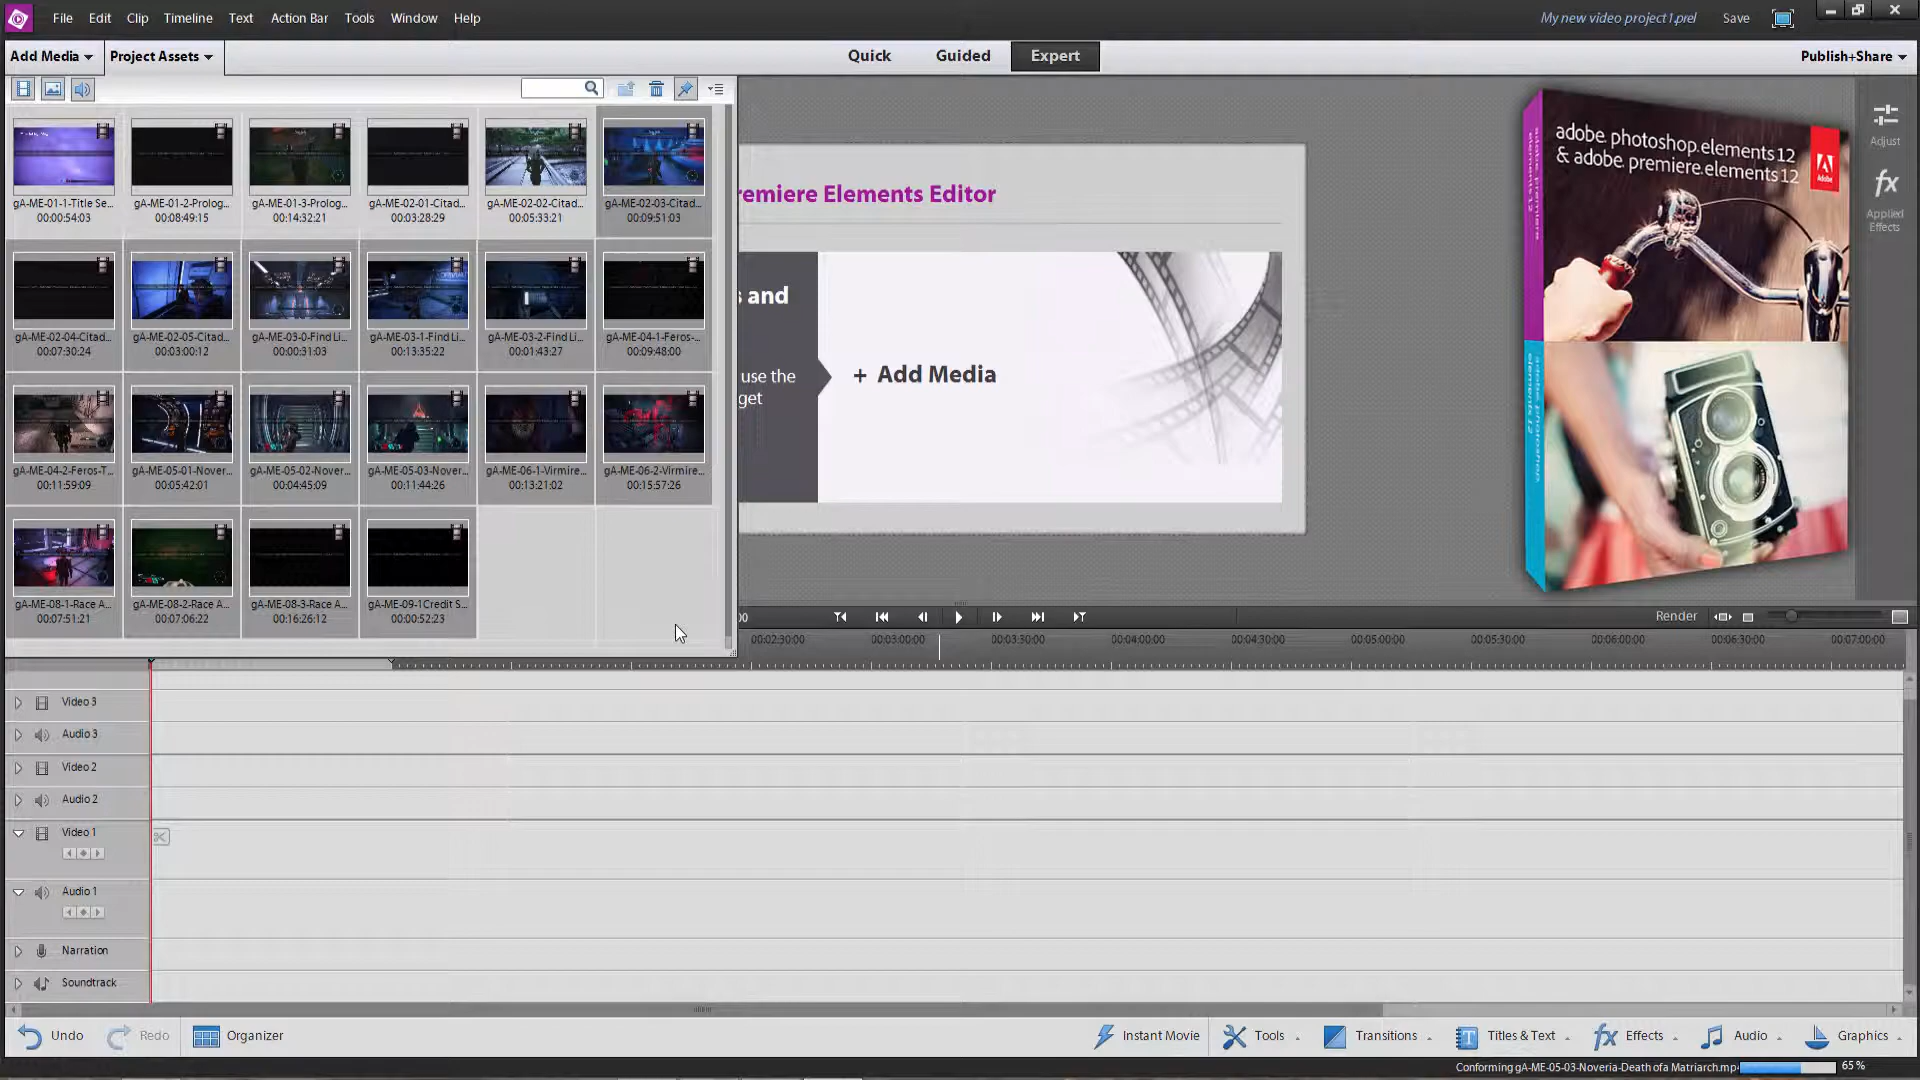 File Edit Clip Timeline Text Action Bar Tools Window Help
My new video project1.prel Save
Add Media Project Assets
Quick Guided Expert
Publish+Share
gA-ME-01-1-Title Se... gA-ME-01-2-Prolog... gA-ME-01-3-Prolog... gA-ME-02-01-Citad... gA-ME-02-02-Citad... gA-ME-02-03-Citad...
00:00:54:03 00:08:49:15 00:14:32:21 00:03:28:29 00:05:33:21 00:09:51:03
gA-ME-02-04-Citad... gA-ME-02-05-Citad... gA-ME-03-0-Find Li... gA-ME-03-1-Find Li... gA-ME-03-2-Find Li... gA-ME-04-1-Feros-...
00:07:30:24 00:03:00:12 00:00:31:03 00:13:35:22 00:01:43:27 00:09:48:00
gA-ME-04-2-Feros-T... gA-ME-05-01-Nover... gA-ME-05-02-Nover... gA-ME-05-03-Nover... gA-ME-06-1-Virmire... gA-ME-06-2-Virmire...
00:11:59:09 00:05:42:01 00:04:45:09 00:11:44:26 00:13:21:02 00:15:57:26
gA-ME-08-1-Race A... gA-ME-08-2-Race A... gA-ME-08-3-Race A... gA-ME-09-1Credit S...
00:07:51:21 00:07:06:22 00:16:26:12 00:00:52:23
remiere Elements Editor
s and
use the
get
+ Add Media
adobe photoshop elements 12
& adobe premiere elements 12
Adobe
Adjust
fx
Applied
Effects
00 Render
00:02:30:00 00:03:00:00 00:03:30:00 00:04:00:00 00:04:30:00 00:05:00:00 00:05:30:00 00:06:00:00 00:06:30:00 00:07:00:00
Video 3
Audio 3
Video 2
Audio 2
Video 1
Audio 1
Narration
Soundtrack
Undo Redo Organizer Instant Movie Tools Transitions T Titles & Text fx Effects Audio Graphics
Conforming gA-ME-05-03-Noveria-Death of a Matriarch.mp 65 %